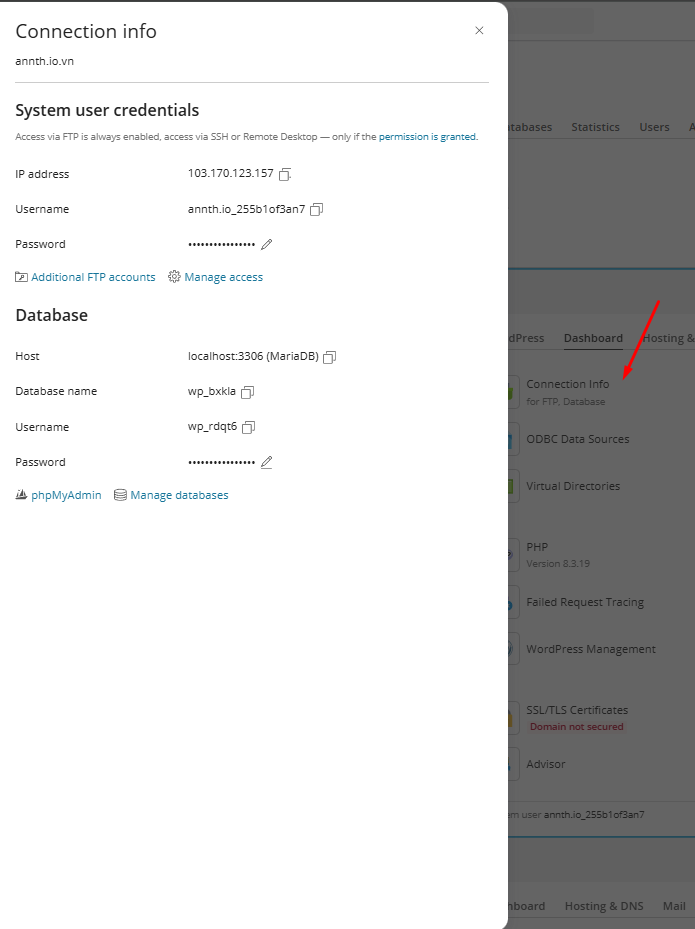 Connection info
annth.io.vn
System user credentials
Access via FTP is always enabled, access via SSH or Remote Desktop — only if the permission is granted.
IP address 103.170.123.157
Username annth.io_255b1of3an7
Password ••••••••••••••••
Additional FTP accounts Manage access
Database
Host localhost:3306 (MariaDB)
Database name wp_bxkla
Username wp_rdqt6
Password ••••••••••••••••
phpMyAdmin Manage databases
Statistics Users
Dashboard Hosting &
Connection Info
for FTP, Database
ODBC Data Sources
Virtual Directories
PHP
Version 8.3.19
Failed Request Tracing
WordPress Management
SSL/TLS Certificates
Domain not secured
Advisor
user annth.io_255b1of3an7
Hosting & DNS Mail